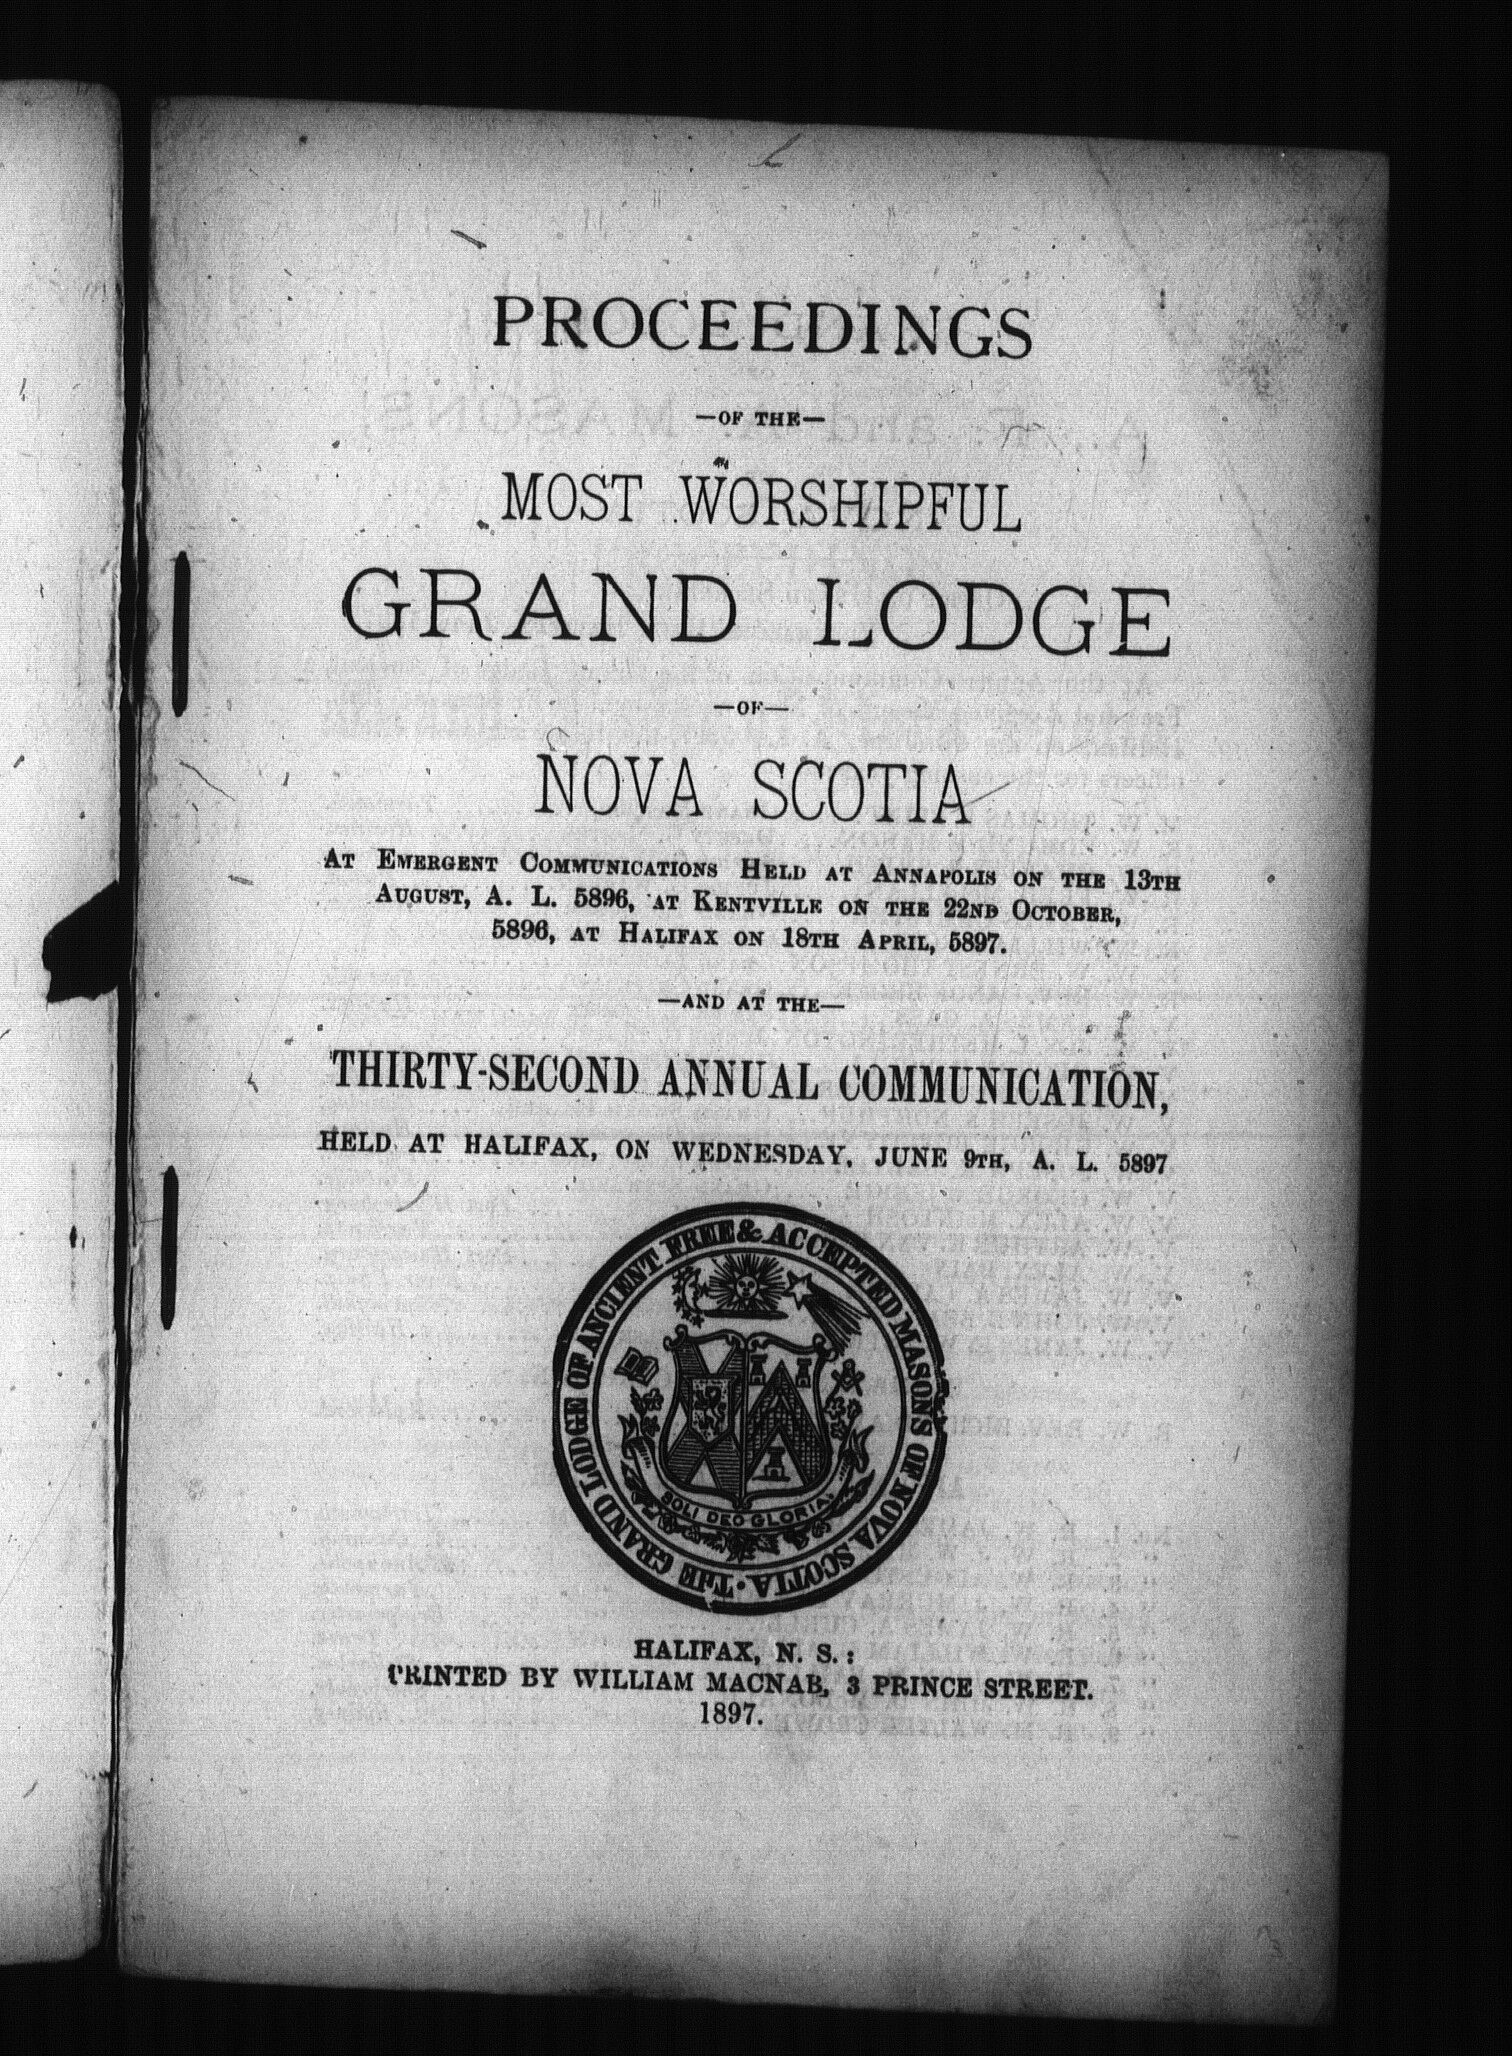 PROCEEDINGS
—OF THE—
MOST WORSHIPFUL
GRAND LODGE
—OF—
NOVA SCOTIA
AT EMERGENT COMMUNICATIONS HELD AT ANNAPOLIS ON THE 13TH
AUGUST, A. L. 5896, AT KENTVILLE ON THE 22ND OCTOBER,
5896, AT HALIFAX ON 18TH APRIL, 5897.
—AND AT THE—
THIRTY-SECOND ANNUAL COMMUNICATION,
HELD AT HALIFAX, ON WEDNESDAY, JUNE 9TH, A. L. 5897
THE GRAND LODGE OF ANCIENT FREE & ACCEPTED MASONS OF NOVA SCOTIA
SOLI DEO GLORIA
HALIFAX, N. S.:
PRINTED BY WILLIAM MACNAB, 3 PRINCE STREET.
1897.